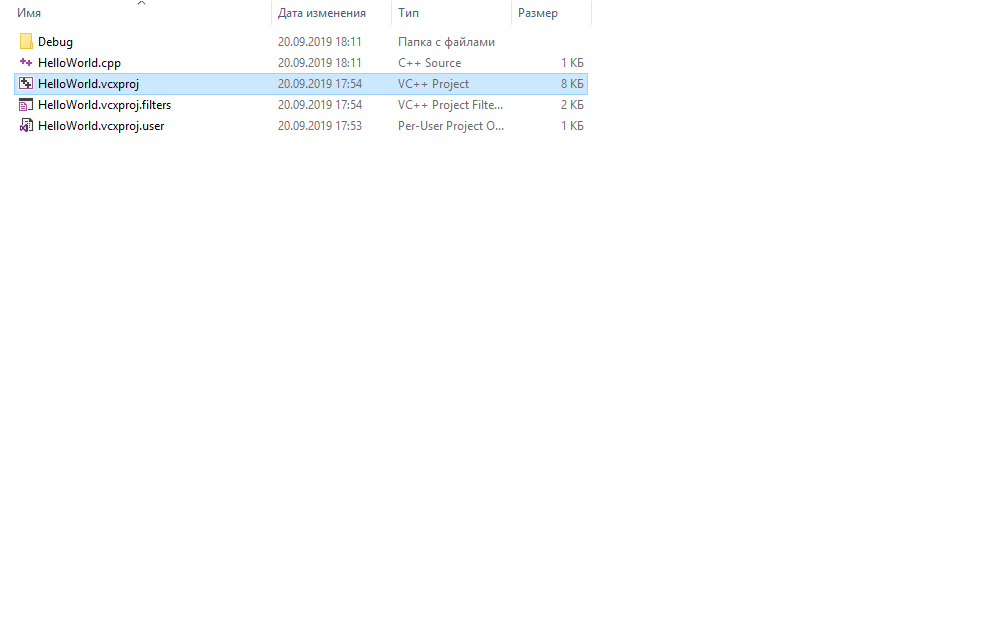 Имя Дата изменения Тип Размер
Debug 20.09.2019 18:11 Папка с файлами
HelloWorld.cpp 20.09.2019 18:11 C++ Source 1 КБ
HelloWorld.vcxproj 20.09.2019 17:54 VC++ Project 8 КБ
HelloWorld.vcxproj.filters 20.09.2019 17:54 VC++ Project Filte... 2 КБ
HelloWorld.vcxproj.user 20.09.2019 17:53 Per-User Project O... 1 КБ